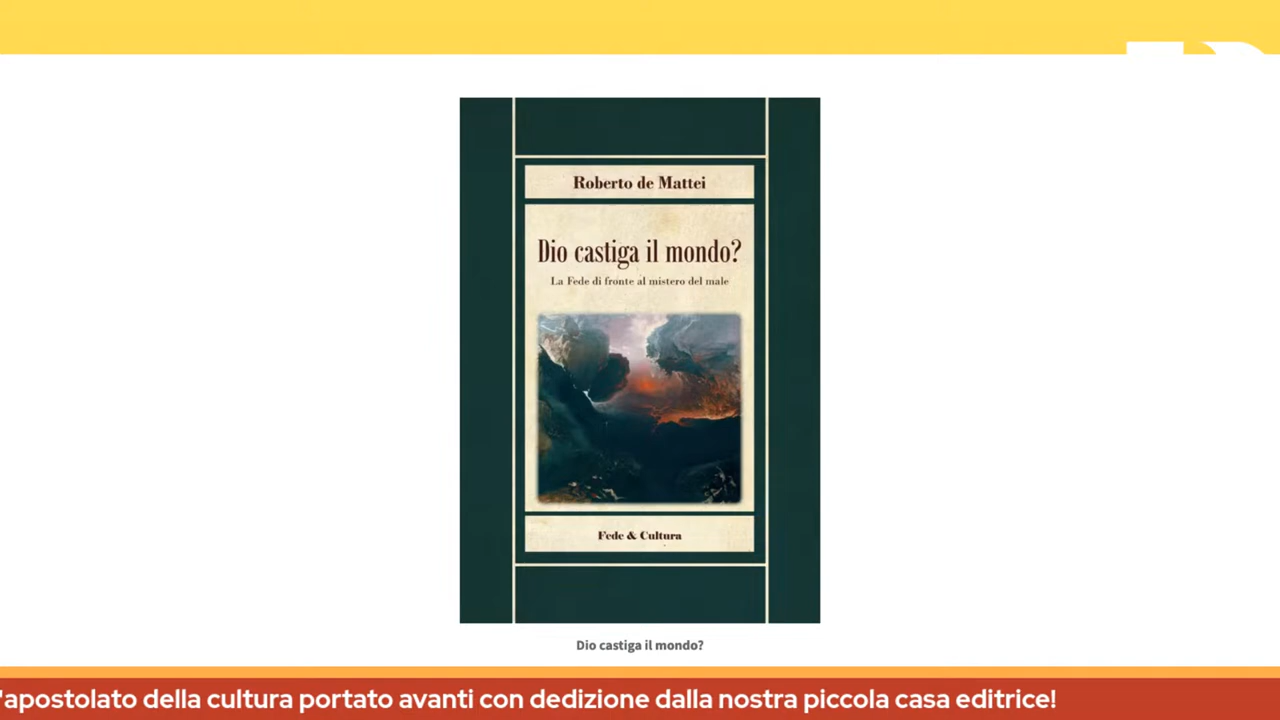 Roberto de Mattei
Dio castiga il mondo?
La Fede di fronte al mistero del male
Fede & Cultura
Dio castiga il mondo?
'apostolato della cultura portato avanti con dedizione dalla nostra piccola casa editrice!